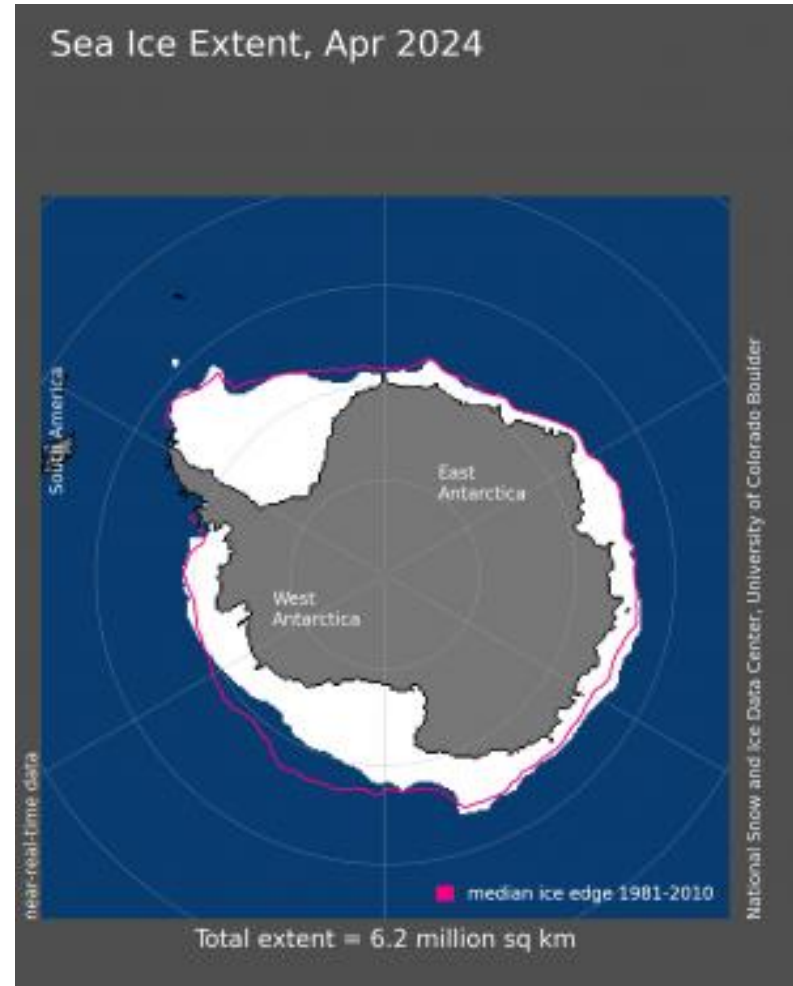 Sea Ice Extent, Apr 2024
South America
East
Antarctica
West
Antarctica
near-real-time data
National Snow and Ice Data Center, University of Colorado Boulder
median ice edge 1981-2010
Total extent = 6.2 million sq km